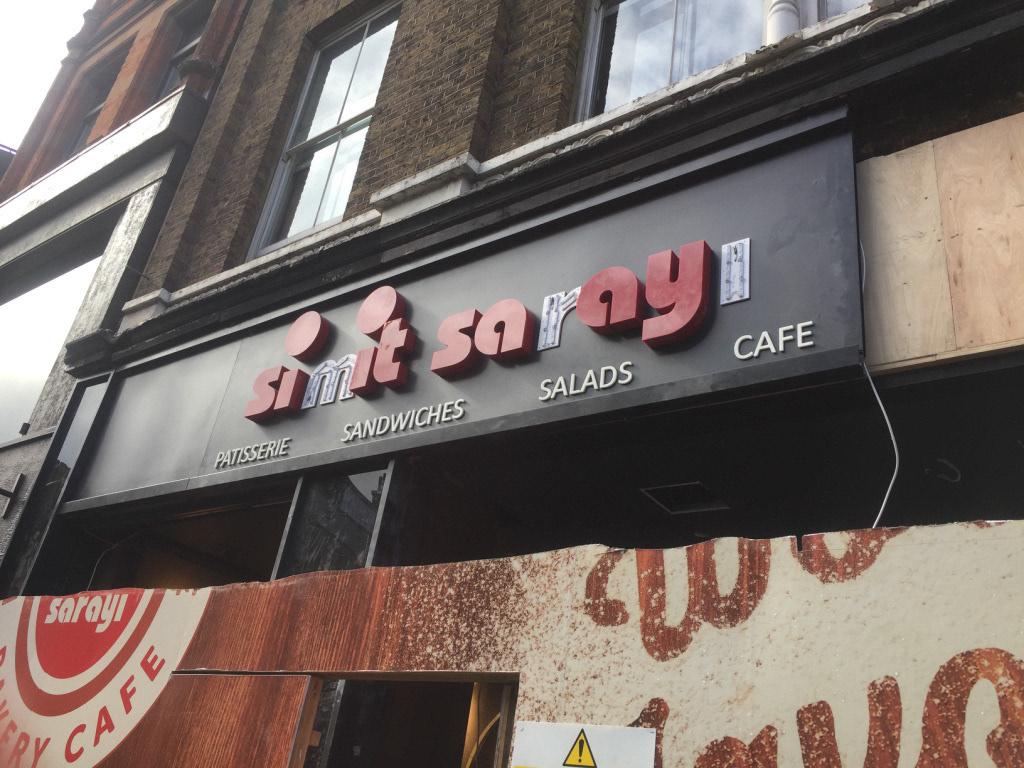 simit sarayı
PATISSERIE SANDWICHES SALADS CAFE
sarayı
CAFE